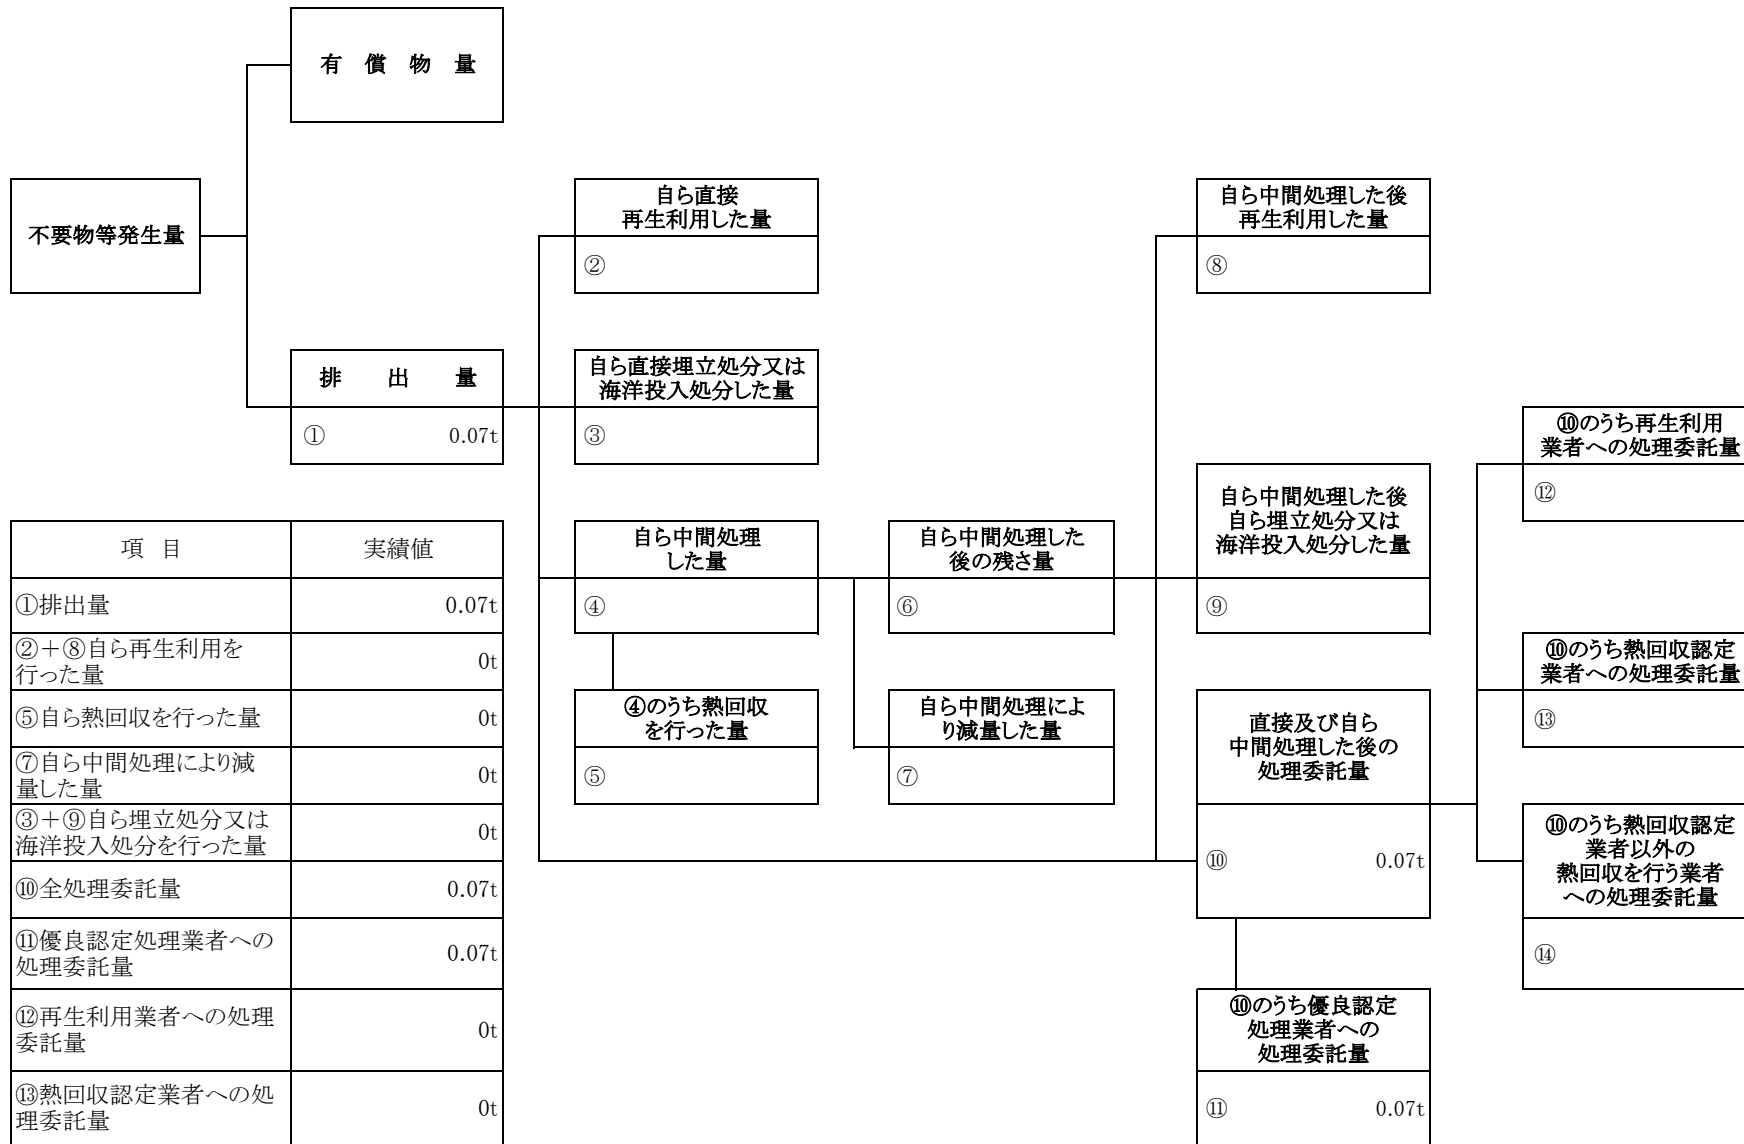 有 償 物 量
不要物等発生量
排 出 量
① 0.07t
自ら直接
再生利用した量
②
自ら直接埋立処分又は
海洋投入処分した量
③
自ら中間処理
した量
④
④のうち熱回収
を行った量
⑤
自ら中間処理した
後の残さ量
⑥
自ら中間処理によ
り減量した量
⑦
自ら中間処理した後
再生利用した量
⑧
自ら中間処理した後
自ら埋立処分又は
海洋投入処分した量
⑨
直接及び自ら
中間処理した後の
処理委託量
⑩ 0.07t
⑩のうち優良認定
処理業者への
処理委託量
⑪ 0.07t
⑩のうち再生利用
業者への処理委託量
⑫
⑩のうち熱回収認定
業者への処理委託量
⑬
⑩のうち熱回収認定
業者以外の
熱回収を行う業者
への処理委託量
⑭
項 目 実績値
①排出量 0.07t
②+⑧自ら再生利用を
行った量 0t
⑤自ら熱回収を行った量 0t
⑦自ら中間処理により減
量した量 0t
③+⑨自ら埋立処分又は
海洋投入処分を行った量 0t
⑩全処理委託量 0.07t
⑪優良認定処理業者への
処理委託量 0.07t
⑫再生利用業者への処理
委託量 0t
⑬熱回収認定業者への処
理委託量 0t